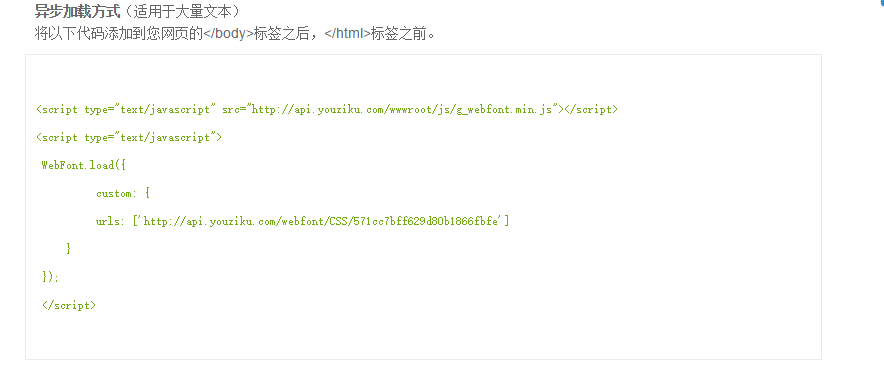 异步加载方式（适用于大量文本）
将以下代码添加到您网页的</body>标签之后，</html>标签之前。
<script type="text/javascript" src="http://api.youziku.com/wwwroot/js/g_webfont.min.js"></script>
<script type="text/javascript">
WebFont.load({
custom: {
urls: ['http://api.youziku.com/webfont/CSS/571cc7bff629d80b1866fbfe']
}
});
</script>